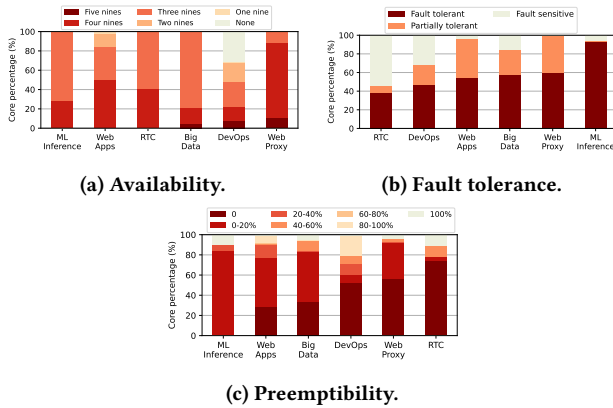 Five nines Three nines One nine
Four nines Two nines None
Core percentage (%)
100
80
60
40
20
0
ML Inference Web Apps RTC Big Data DevOps Web Proxy
(a) Availability.
Fault tolerant Fault sensitive
Partially tolerant
Core percentage (%)
100
80
60
40
20
0
RTC DevOps Web Apps Big Data Web Proxy ML Inference
(b) Fault tolerance.
0 20-40% 60-80% 100%
0-20% 40-60% 80-100%
Core percentage (%)
100
80
60
40
20
0
ML Inference Web Apps Big Data DevOps Web Proxy RTC
(c) Preemptibility.